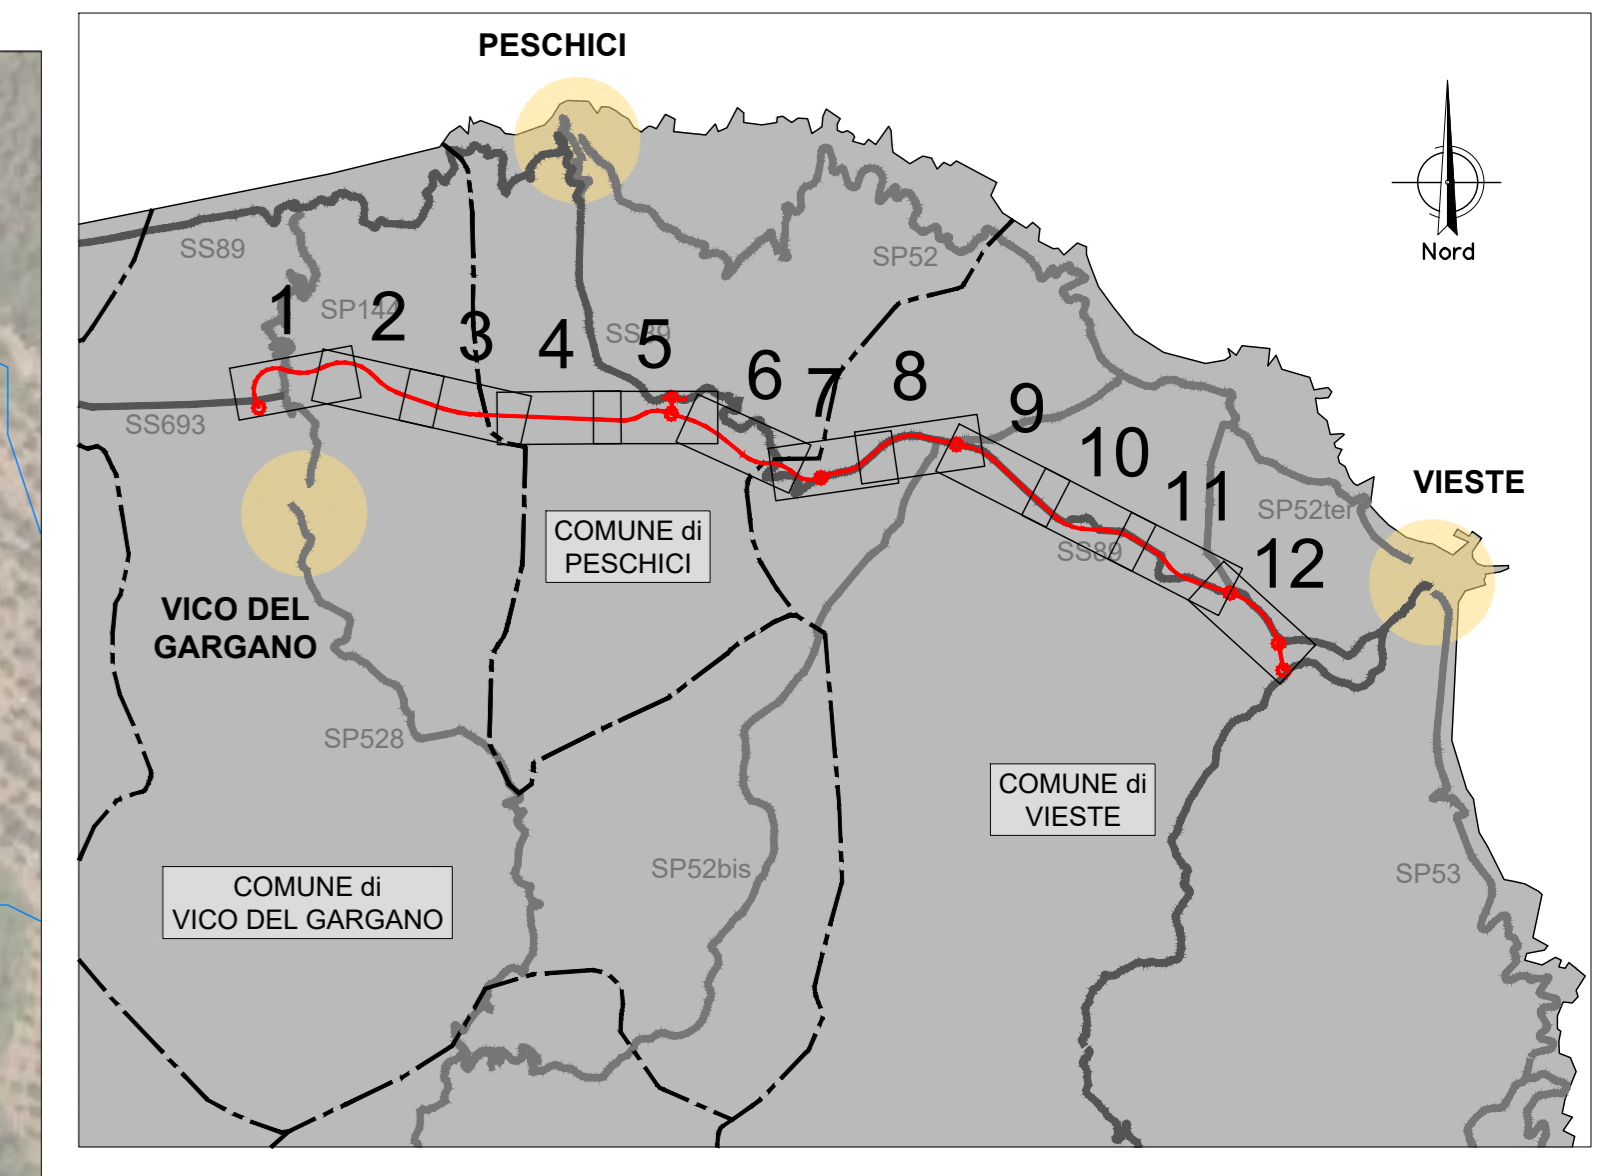 PESCHICI
Nord
SS89
SP52
SP144
1
2
3
4
SS89
5
6
7
8
9
10
11
12
SS693
SS89
SP52ter
VIESTE
COMUNE di
PESCHICI
VICO DEL
GARGANO
SP528
COMUNE di
VIESTE
SP52bis
SP53
COMUNE di
VICO DEL GARGANO